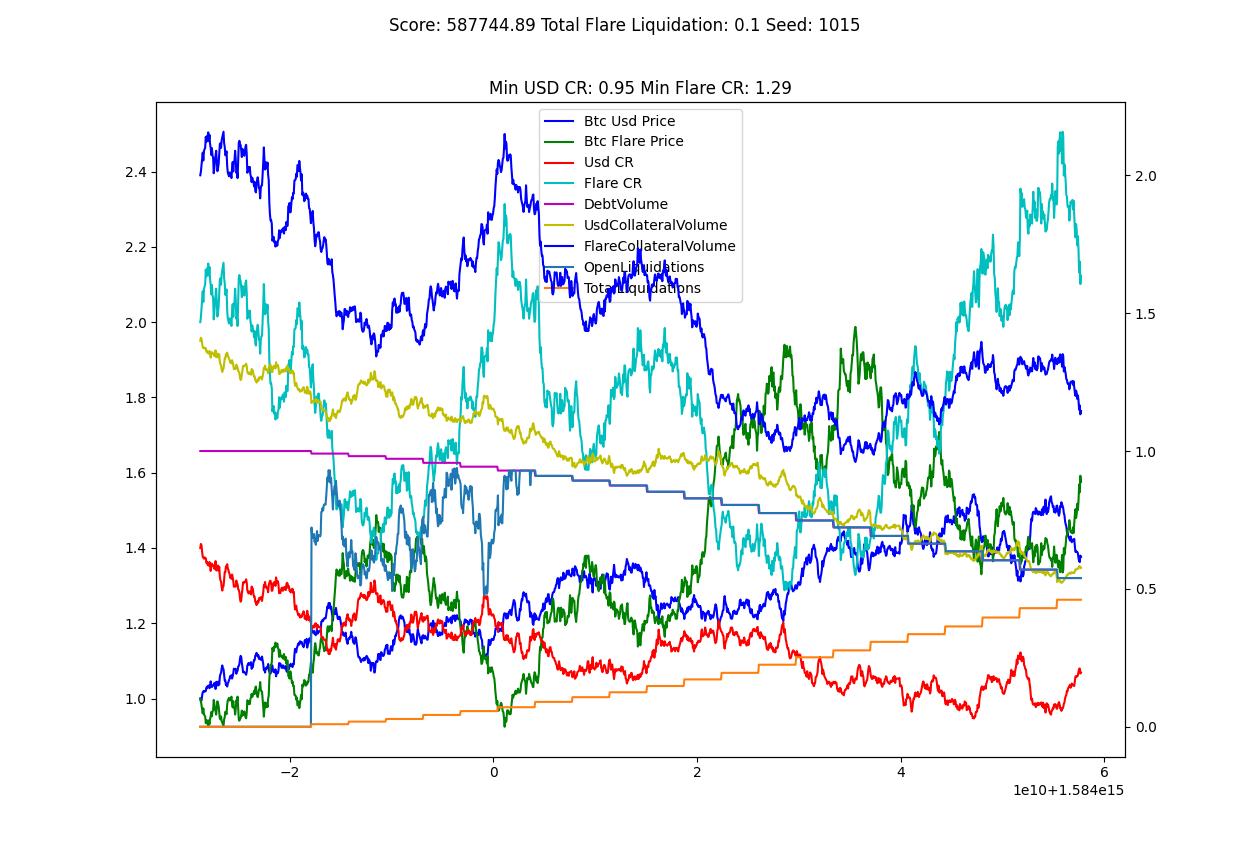 Score: 587744.89 Total Flare Liquidation: 0.1 Seed: 1015
Min USD CR: 0.95 Min Flare CR: 1.29
Btc Usd Price
Btc Flare Price
Usd CR
Flare CR
DebtVolume
UsdCollateralVolume
FlareCollateralVolume
OpenLiquidations
TotalLiquidations
2.4
2.2
2.0
1.8
1.6
1.4
1.2
1.0
2.0
1.5
1.0
0.5
0.0
−2
0
2
4
6
1e10+1.584e15